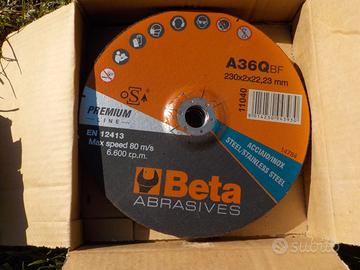 A36QBF
230x2x22,23 mm
11040
oSA
PREMIUM
LINE
EN 12413
Max speed 80 m/s
6.600 r.p.m.
ACCIAIO/INOX
STEEL/STAINLESS STEEL
Beta
ABRASIVES
subito